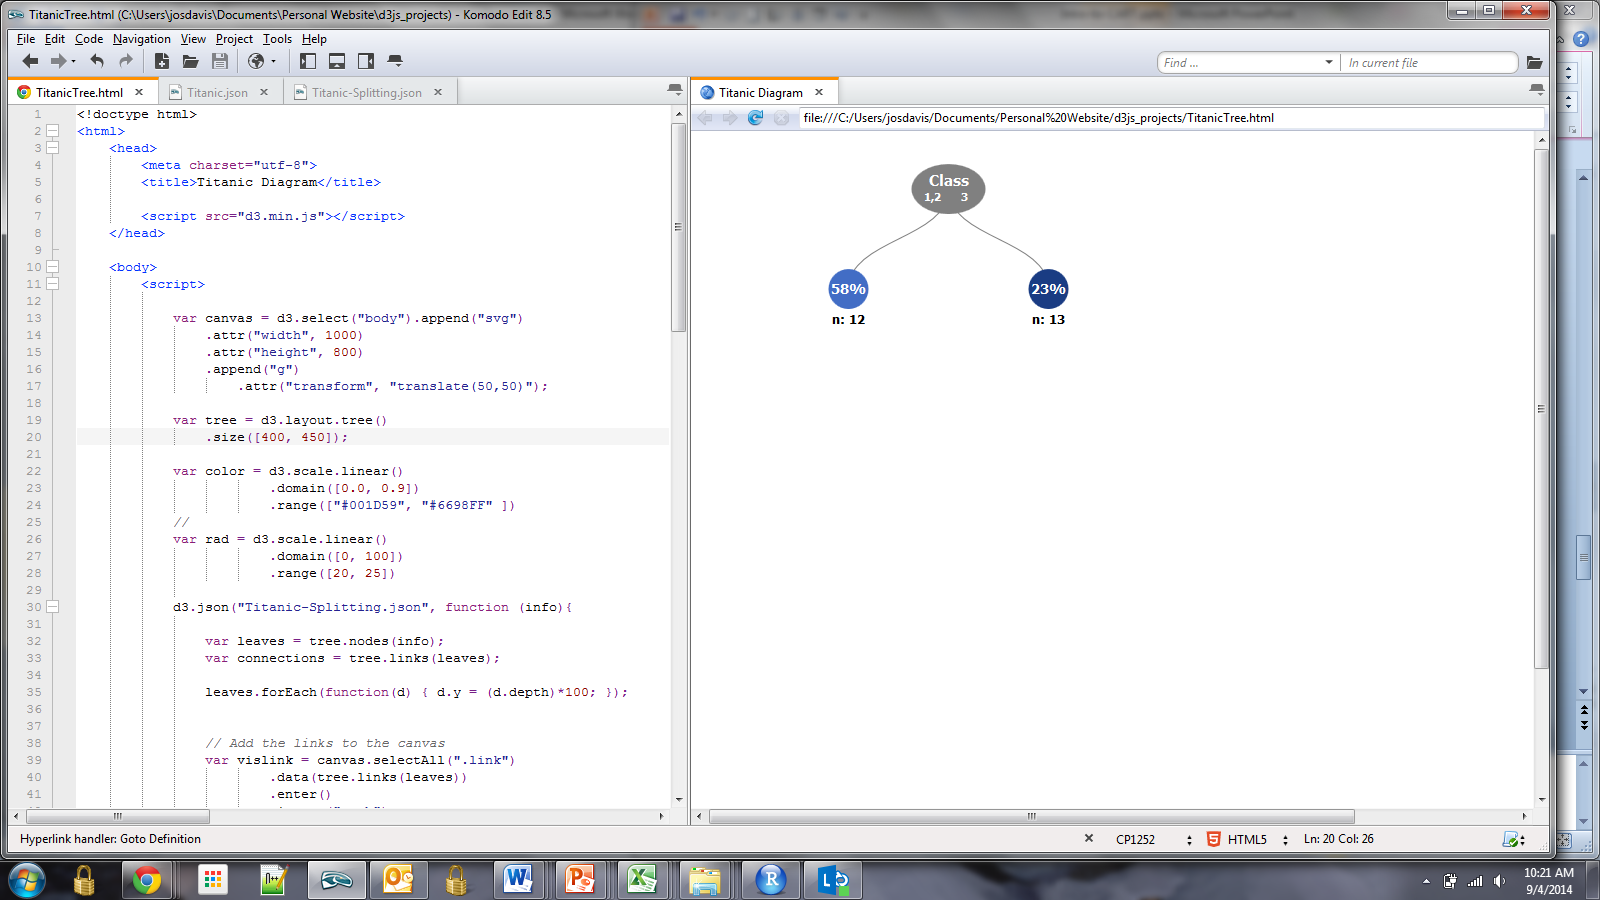 TitanicTree.html (C:\Users\josdavis\Documents\Personal Website\d3js_projects) - Komodo Edit 8.5
File Edit Code Navigation View Project Tools Help
Find ... In current file
TitanicTree.html Titanic.json Titanic-Splitting.json
Titanic Diagram
file:///C:/Users/josdavis/Documents/Personal%20Website/d3js_projects/TitanicTree.html
1 <!doctype html>
2 <html>
3 <head>
4 <meta charset="utf-8">
5 <title>Titanic Diagram</title>
6
7 <script src="d3.min.js"></script>
8 </head>
9
10 <body>
11 <script>
12
13 var canvas = d3.select("body").append("svg")
14 .attr("width", 1000)
15 .attr("height", 800)
16 .append("g")
17 .attr("transform", "translate(50,50)");
18
19 var tree = d3.layout.tree()
20 .size([400, 450]);
21
22 var color = d3.scale.linear()
23 .domain([0.0, 0.9])
24 .range(["#001D59", "#6698FF" ])
25 //
26 var rad = d3.scale.linear()
27 .domain([0, 100])
28 .range([20, 25])
29
30 d3.json("Titanic-Splitting.json", function (info){
31
32 var leaves = tree.nodes(info);
33 var connections = tree.links(leaves);
34
35 leaves.forEach(function(d) { d.y = (d.depth)*100; });
36
37
38 // Add the links to the canvas
39 var vislink = canvas.selectAll(".link")
40 .data(tree.links(leaves))
41 .enter()
Class
1,2 3
58% 23%
n: 12 n: 13
Hyperlink handler: Goto Definition
CP1252 HTML5 Ln: 20 Col: 26
10:21 AM
9/4/2014